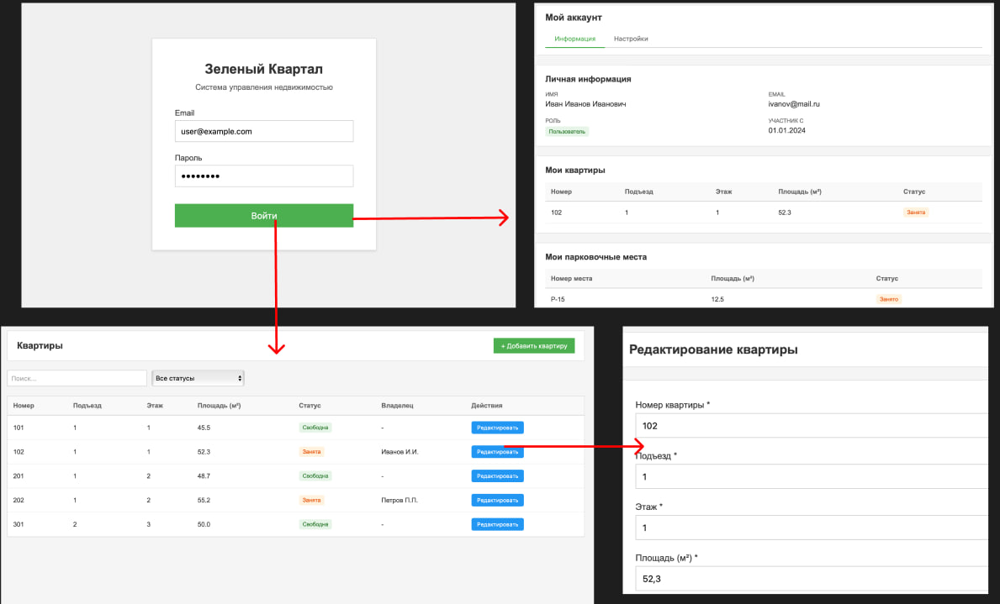 Зеленый Квартал
Система управления недвижимостью
Email
user@example.com
Пароль
••••••••
Войти
Мой аккаунт
Информация Настройки
Личная информация
ИМЯ EMAIL
Иван Иванов Иванович ivanov@mail.ru
РОЛЬ УЧАСТНИК С
Пользователь 01.01.2024
Мои квартиры
Номер Подъезд Этаж Площадь (м²) Статус
102 1 1 52.3 Занята
Мои парковочные места
Номер места Площадь (м²) Статус
P-15 12.5 Занято
Квартиры + Добавить квартиру
Поиск... Все статусы
Номер Подъезд Этаж Площадь (м²) Статус Владелец Действия
101 1 1 45.5 Свободна - Редактировать
102 1 1 52.3 Занята Иванов И.И. Редактировать
201 1 2 48.7 Свободна - Редактировать
202 1 2 55.2 Занята Петров П.П. Редактировать
301 2 3 50.0 Свободна - Редактировать
Редактирование квартиры
Номер квартиры *
102
Подъезд *
1
Этаж *
1
Площадь (м²) *
52,3